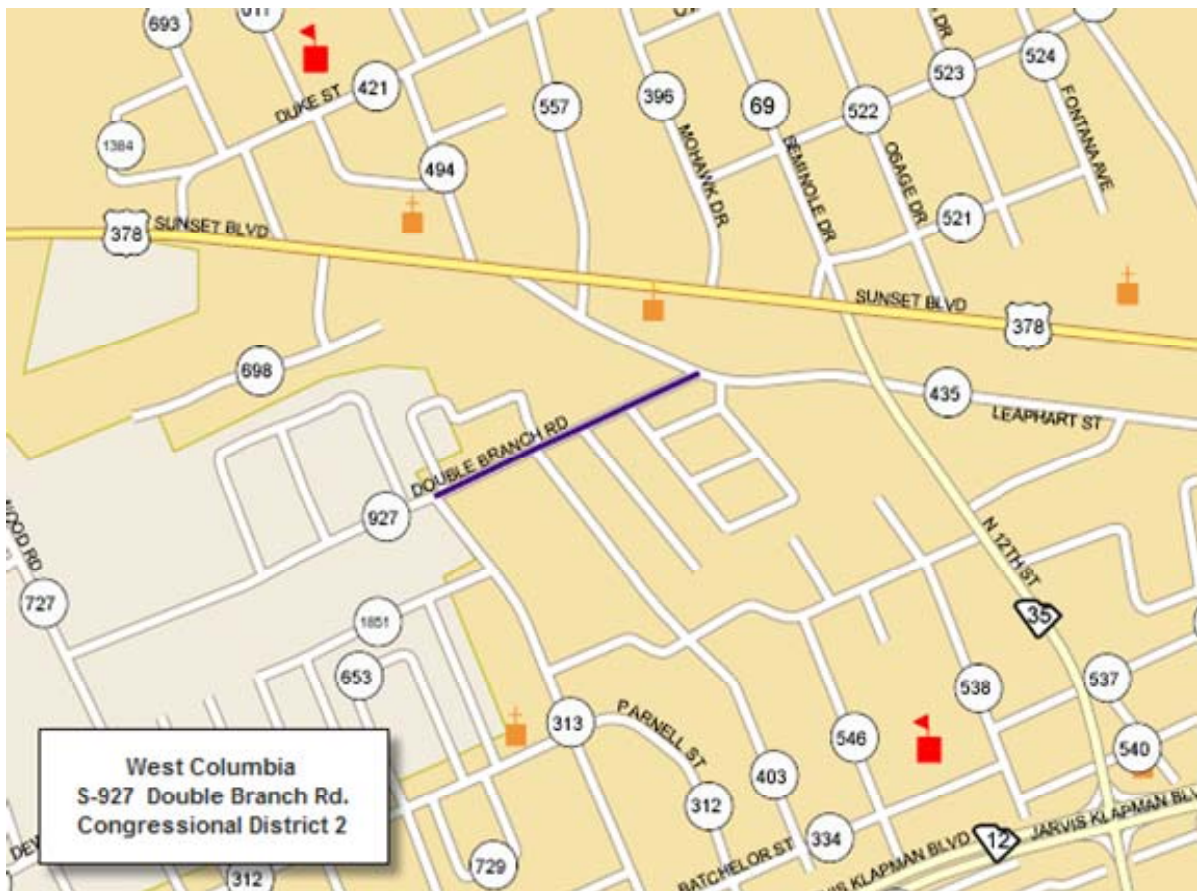 693
421
DUKE ST
1384
494
557
396
MOHAWK DR
69
SEMINOLE DR
522
OSAGE DR
523
524
FONTANA AVE
DR
521
378
SUNSET BLVD
SUNSET BLVD
378
698
435
LEAPHART ST
DOUBLE BRANCH RD
927
N 12TH ST
35
727
1851
653
313
PARNELL ST
312
403
546
538
537
540
334
BATCHELOR ST
KLAPMAN BLVD
12
JARVIS KLAPMAN BLV
729
312
West Columbia
S-927 Double Branch Rd.
Congressional District 2